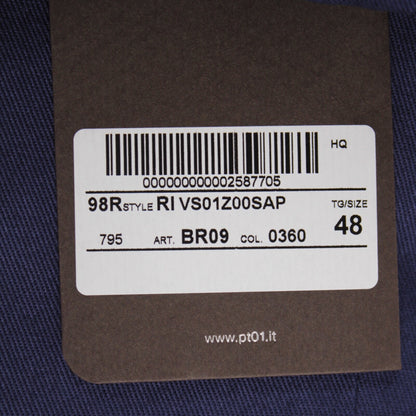 HQ
000000000002587705
98R STYLE RI VS01Z00SAP TG/SIZE
795 ART. BR09 COL. 0360 48
www.pt01.it